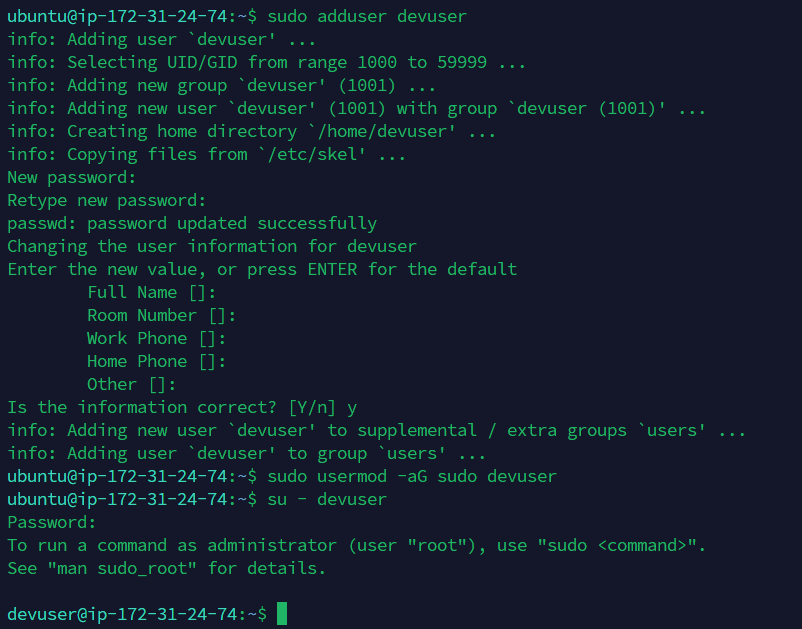 ubuntu@ip-172-31-24-74:~$ sudo adduser devuser
info: Adding user `devuser' ...
info: Selecting UID/GID from range 1000 to 59999 ...
info: Adding new group `devuser' (1001) ...
info: Adding new user `devuser' (1001) with group `devuser (1001)' ...
info: Creating home directory `/home/devuser' ...
info: Copying files from `/etc/skel' ...
New password:
Retype new password:
passwd: password updated successfully
Changing the user information for devuser
Enter the new value, or press ENTER for the default
        Full Name []:
        Room Number []:
        Work Phone []:
        Home Phone []:
        Other []:
Is the information correct? [Y/n] y
info: Adding new user `devuser' to supplemental / extra groups `users' ...
info: Adding user `devuser' to group `users' ...
ubuntu@ip-172-31-24-74:~$ sudo usermod -aG sudo devuser
ubuntu@ip-172-31-24-74:~$ su - devuser
Password:
To run a command as administrator (user "root"), use "sudo <command>".
See "man sudo_root" for details.

devuser@ip-172-31-24-74:~$